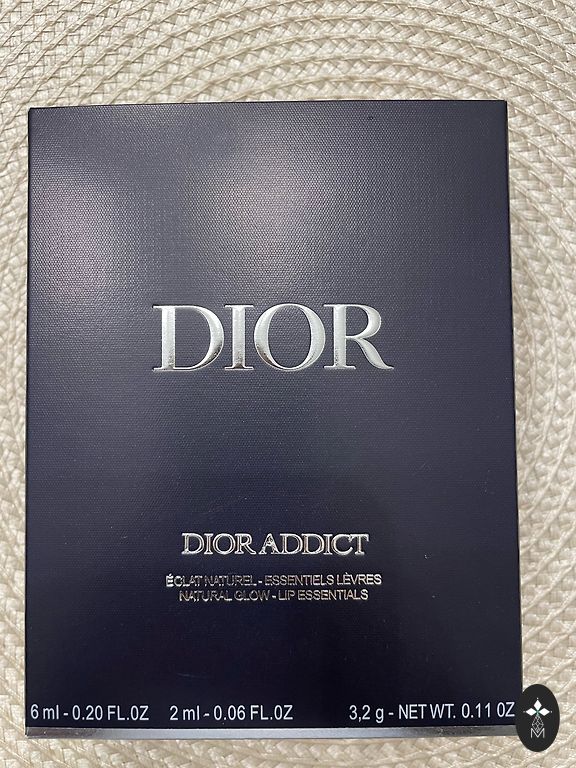 DIOR
DIOR ADDICT
ÉCLAT NATUREL - ESSENTIELS LÈVRES
NATURAL GLOW - LIP ESSENTIALS
6 ml - 0.20 FL.OZ 2 ml - 0.06 FL.OZ 3,2 g - NET WT. 0.11 OZ
M